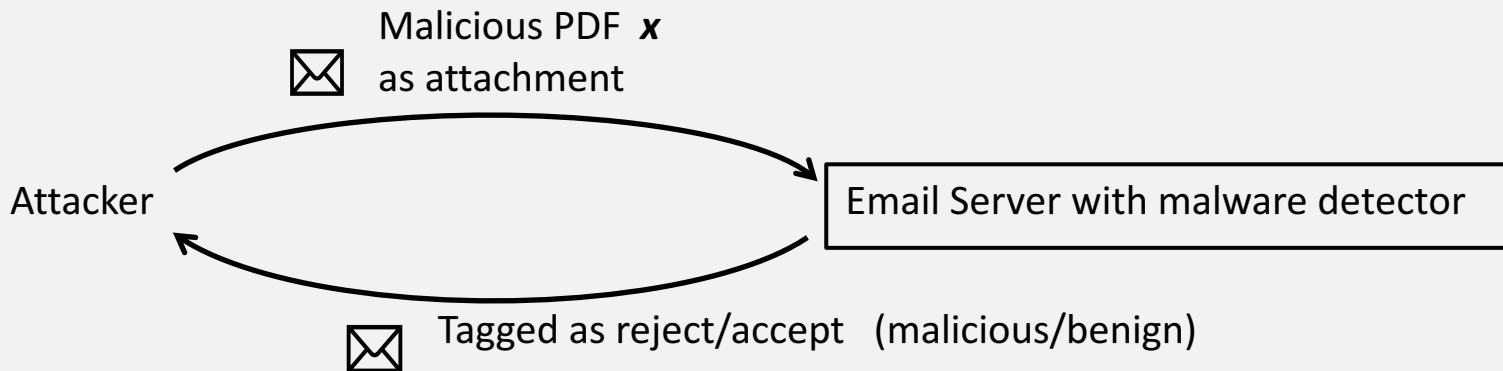 Malicious PDF x
as attachment
Attacker
Email Server with malware detector
Tagged as reject/accept (malicious/benign)